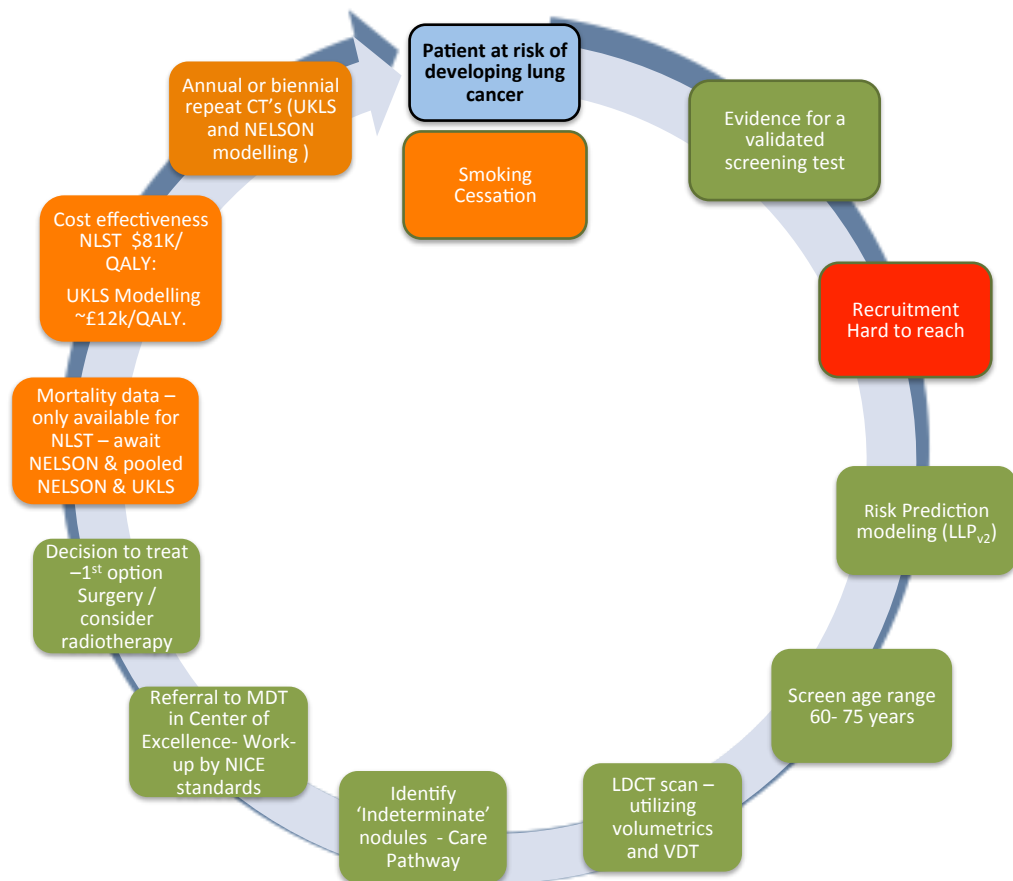 Patient at risk of
developing lung
cancer
Smoking
Cessation
Evidence for a
validated
screening test
Recruitment
Hard to reach
Risk Prediction
modeling (LLPv2)
Screen age range
60- 75 years
LDCT scan –
utilizing
volumetrics
and VDT
Identify
‘Indeterminate’
nodules - Care
Pathway
Referral to MDT
in Center of
Excellence- Work-
up by NICE
standards
Decision to treat
–1st option
Surgery /
consider
radiotherapy
Mortality data –
only available for
NLST – await
NELSON & pooled
NELSON & UKLS
Cost effectiveness
NLST $81K/
QALY:
UKLS Modelling
~£12k/QALY.
Annual or biennial
repeat CT’s (UKLS
and NELSON
modelling )